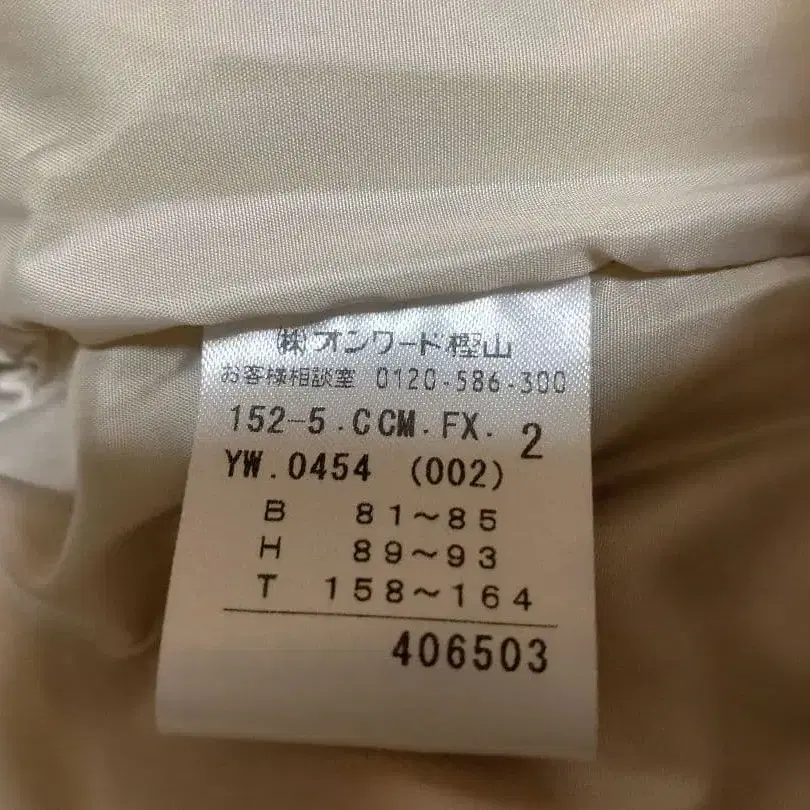 ㈱オンワード樫山
お客様相談室 0120-586-300
152-5.CCM.FX. 2
YW.0454 (002)
B 81～85
H 89～93
T 158～164
406503